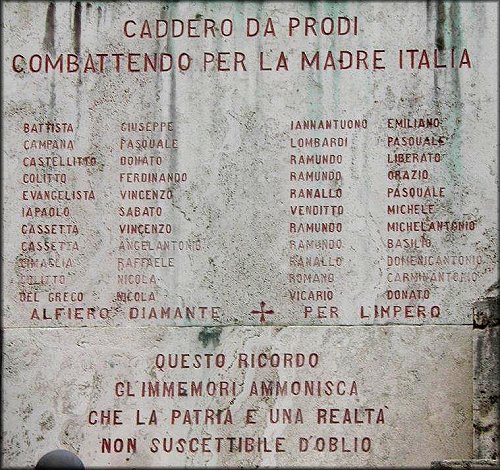 CADDERO DA PRODI
COMBATTENDO PER LA MADRE ITALIA
BATTISTA GIUSEPPE
CAMPANA PASQUALE
CASTELLITTO DONATO
COLITTO FERDINANDO
EVANGELISTA VINCENZO
IAPAOLO SABATO
CASSETTA VINCENZO
CASSETTA ANGELANTONIO
CIMAGLIA RAFFAELE
COLITTO NICOLA
DEL GRECO NICOLA
IANNANTUONO EMILIANO
LOMBARDI PASQUALE
RAMUNDO LIBERATO
RAMUNDO ORAZIO
RANALLO PASQUALE
VENDITTO MICHELE
RAMUNDO MICHELANTONIO
RAMUNDO BASILIO
RANALLO DOMENICANTONIO
ROMANO CARMINANTONIO
VICARIO DONATO
ALFIERO DIAMANTE PER L'IMPERO
QUESTO RICORDO
GL'IMMEMORI AMMONISCA
CHE LA PATRIA E UNA REALTA'
NON SUSCETTIBILE D'OBLIO